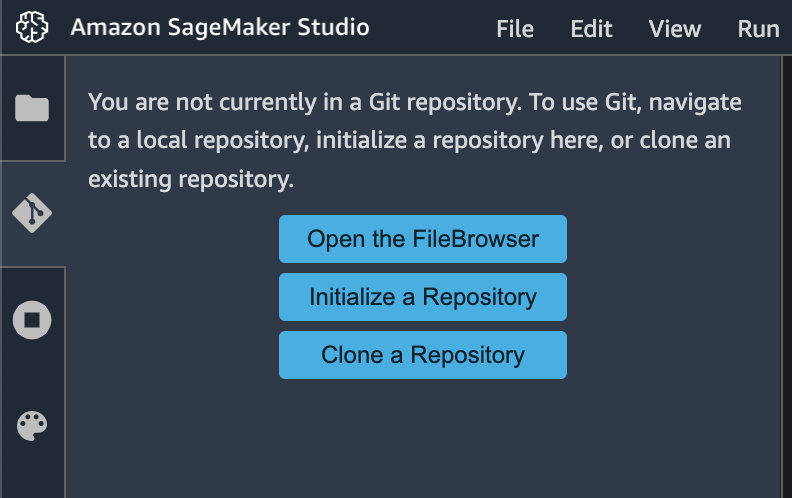 Amazon SageMaker Studio File Edit View Run
You are not currently in a Git repository. To use Git, navigate
to a local repository, initialize a repository here, or clone an
existing repository.
Open the FileBrowser
Initialize a Repository
Clone a Repository